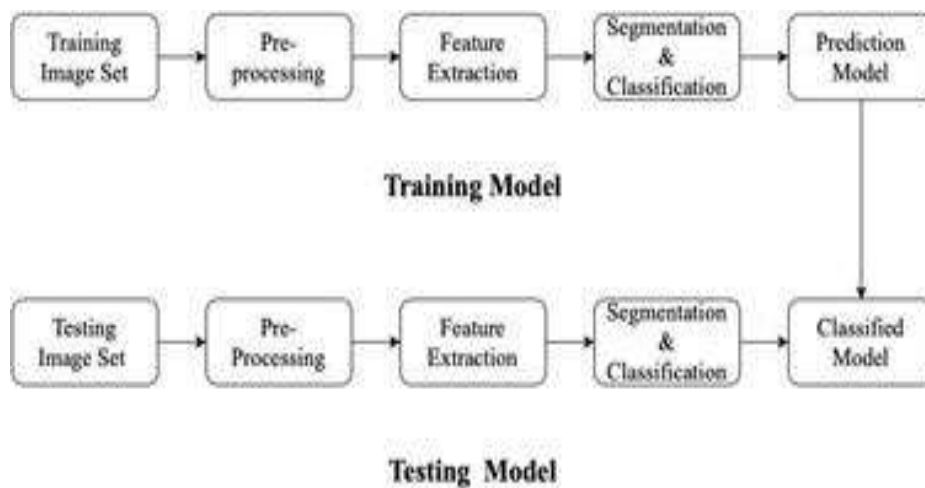 Training
Image Set
Pre-
processing
Feature
Extraction
Segmentation
&
Classification
Prediction
Model
Training Model
Testing
Image Set
Pre-
Processing
Feature
Extraction
Segmentation
&
Classification
Classified
Model
Testing Model